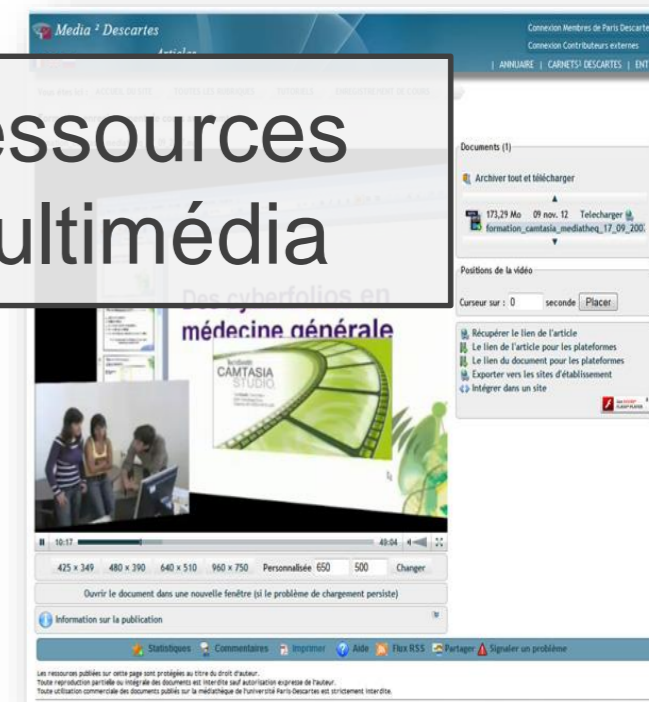 Media ² Descartes
Articles
Connexion Membres de Paris Descarte
Connexion Contributeurs externes
| ANNUAIRE | CARNETS² DESCARTES | ENT
essources
ultimédia
Documents (1)
Archiver tout et télécharger
173,29 Mo 09 nov. 12 Telecharger
formation_camtasia_mediatheq_17_09_200
Positions de la vidéo
Curseur sur : 0 seconde Placer
Récupérer le lien de l'article
Le lien de l'article pour les plateformes
Le lien du document pour les plateformes
Exporter vers les sites d'établissement
Intégrer dans un site
Des cyberfolios en
médecine générale
CAMTASIA
STUDIO
10:17 49:04
425 x 349 480 x 390 640 x 510 960 x 750 Personnalisée 650 500 Changer
Ouvrir le document dans une nouvelle fenêtre (si le problème de chargement persiste)
Information sur la publication
Statistiques Commentaires Imprimer Aide Flux RSS Partager Signaler un problème
Les ressources publiées sur cette page sont protégées au titre du droit d'auteur.
Toute reproduction partielle ou intégrale des documents est interdite sauf autorisation expresse de l'auteur.
Toute utilisation commerciale des documents publiés sur la médiathèque de l'université Paris Descartes est strictement interdite.